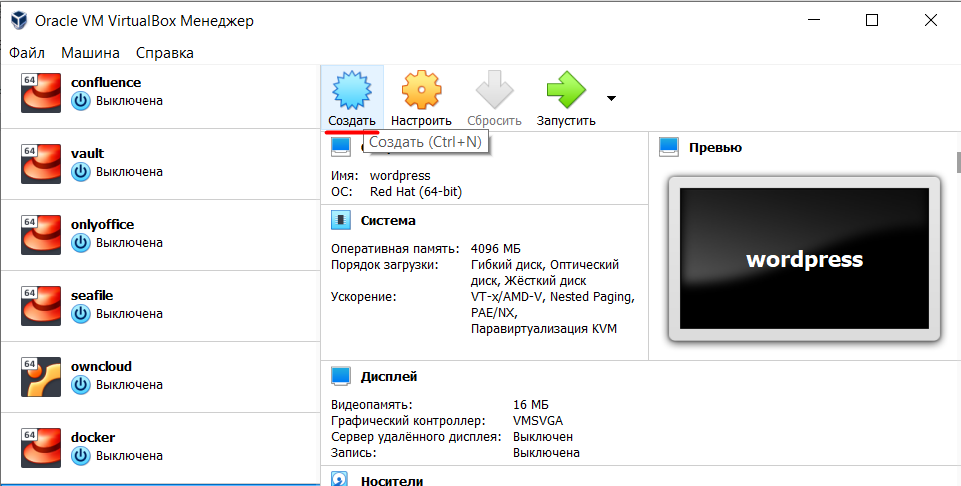 Oracle VM VirtualBox Менеджер
Файл Машина Справка
64
confluence
Выключена
64
vault
Выключена
64
onlyoffice
Выключена
64
seafile
Выключена
64
owncloud
Выключена
64
docker
Выключена
Создать Настроить Сбросить Запустить
Создать (Ctrl+N)
Имя: wordpress
ОС: Red Hat (64-bit)
Система
Оперативная память: 4096 МБ
Порядок загрузки: Гибкий диск, Оптический
диск, Жёсткий диск
Ускорение: VT-x/AMD-V, Nested Paging,
PAE/NX,
Паравиртуализация KVM
Превью
wordpress
Дисплей
Видеопамять: 16 МБ
Графический контроллер: VMSVGA
Сервер удалённого дисплея: Выключен
Запись: Выключена
Носители